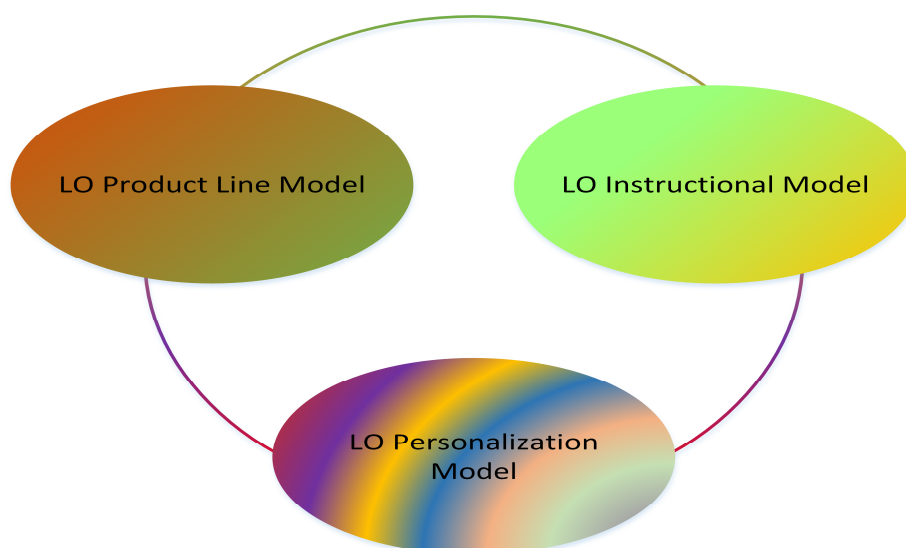 LO Product Line Model
LO Instructional Model
LO Personalization
Model